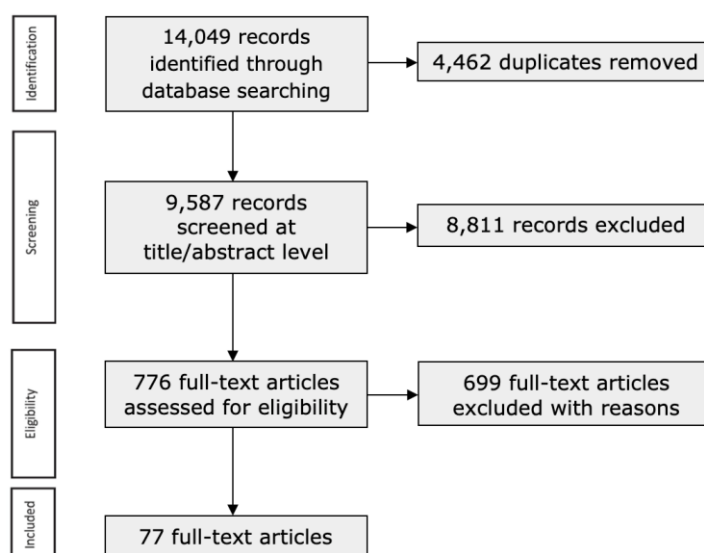 Identification
14,049 records
identified through
database searching
4,462 duplicates removed
Screening
9,587 records
screened at
title/abstract level
8,811 records excluded
Eligibility
776 full-text articles
assessed for eligibility
699 full-text articles
excluded with reasons
Included
77 full-text articles